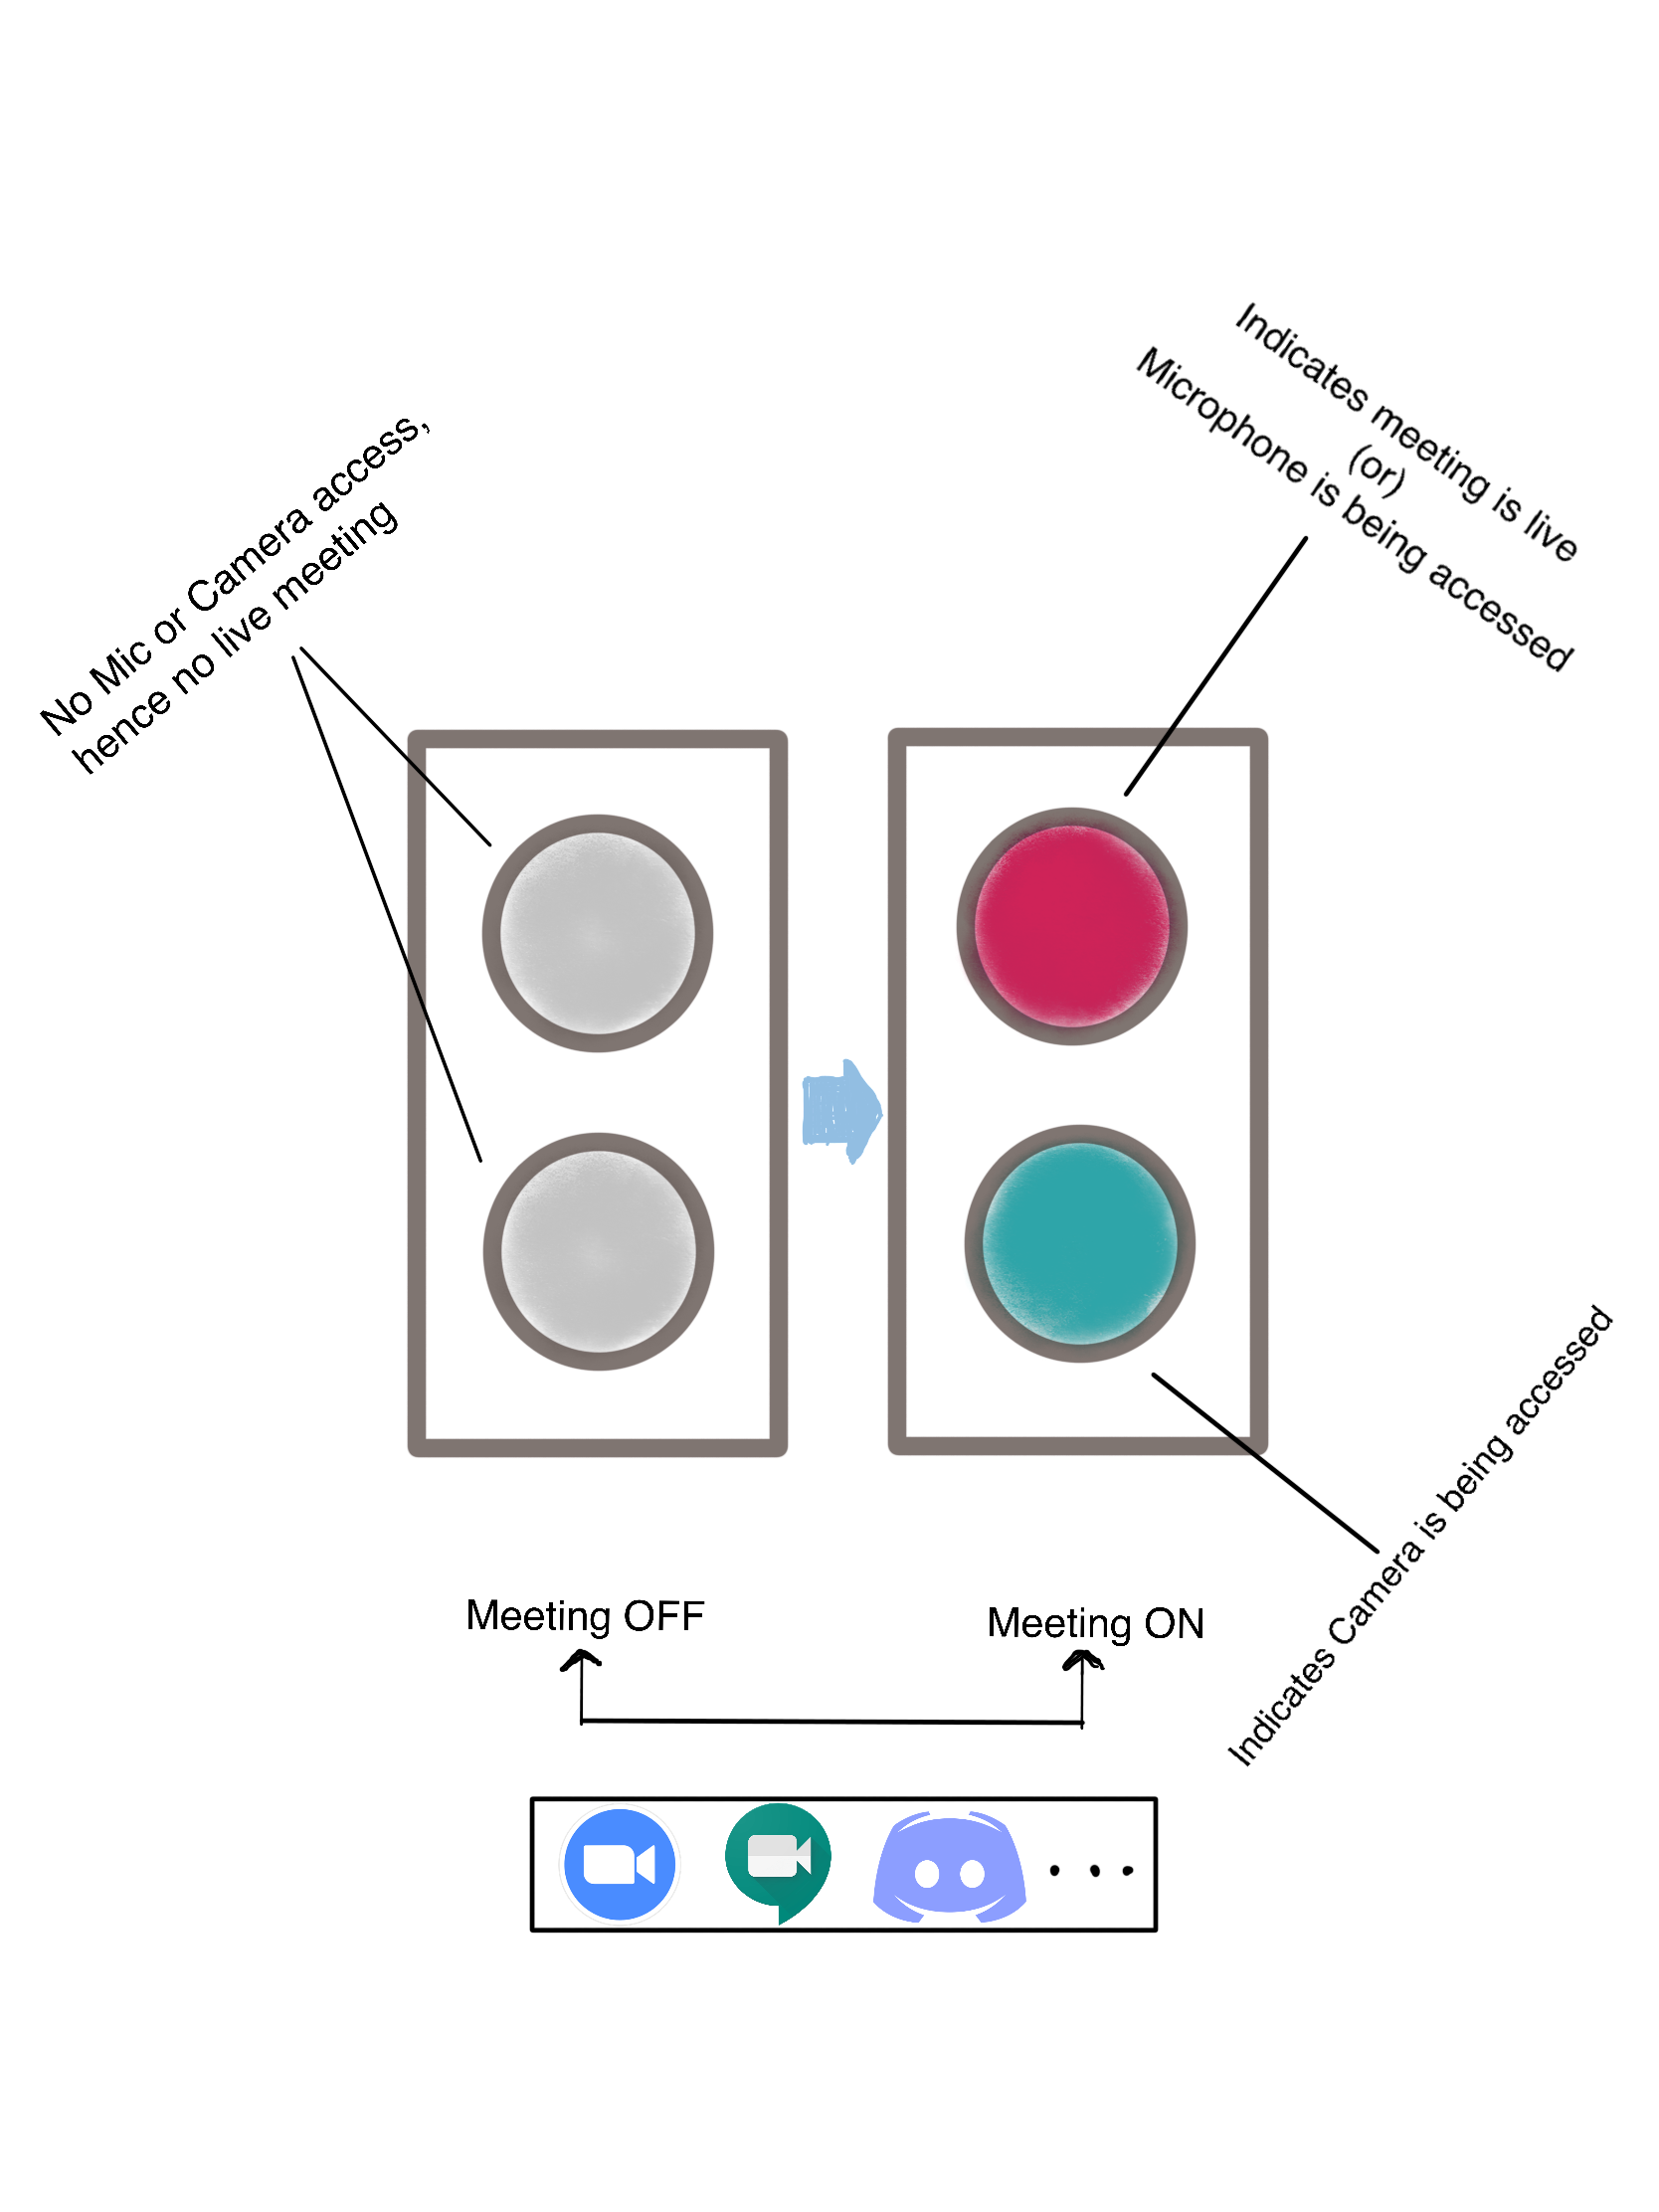 Indicates meeting is live
(or)
Microphone is being accessed
No Mic or Camera access,
hence no live meeting
Indicates Camera is being accessed
Meeting OFF
Meeting ON